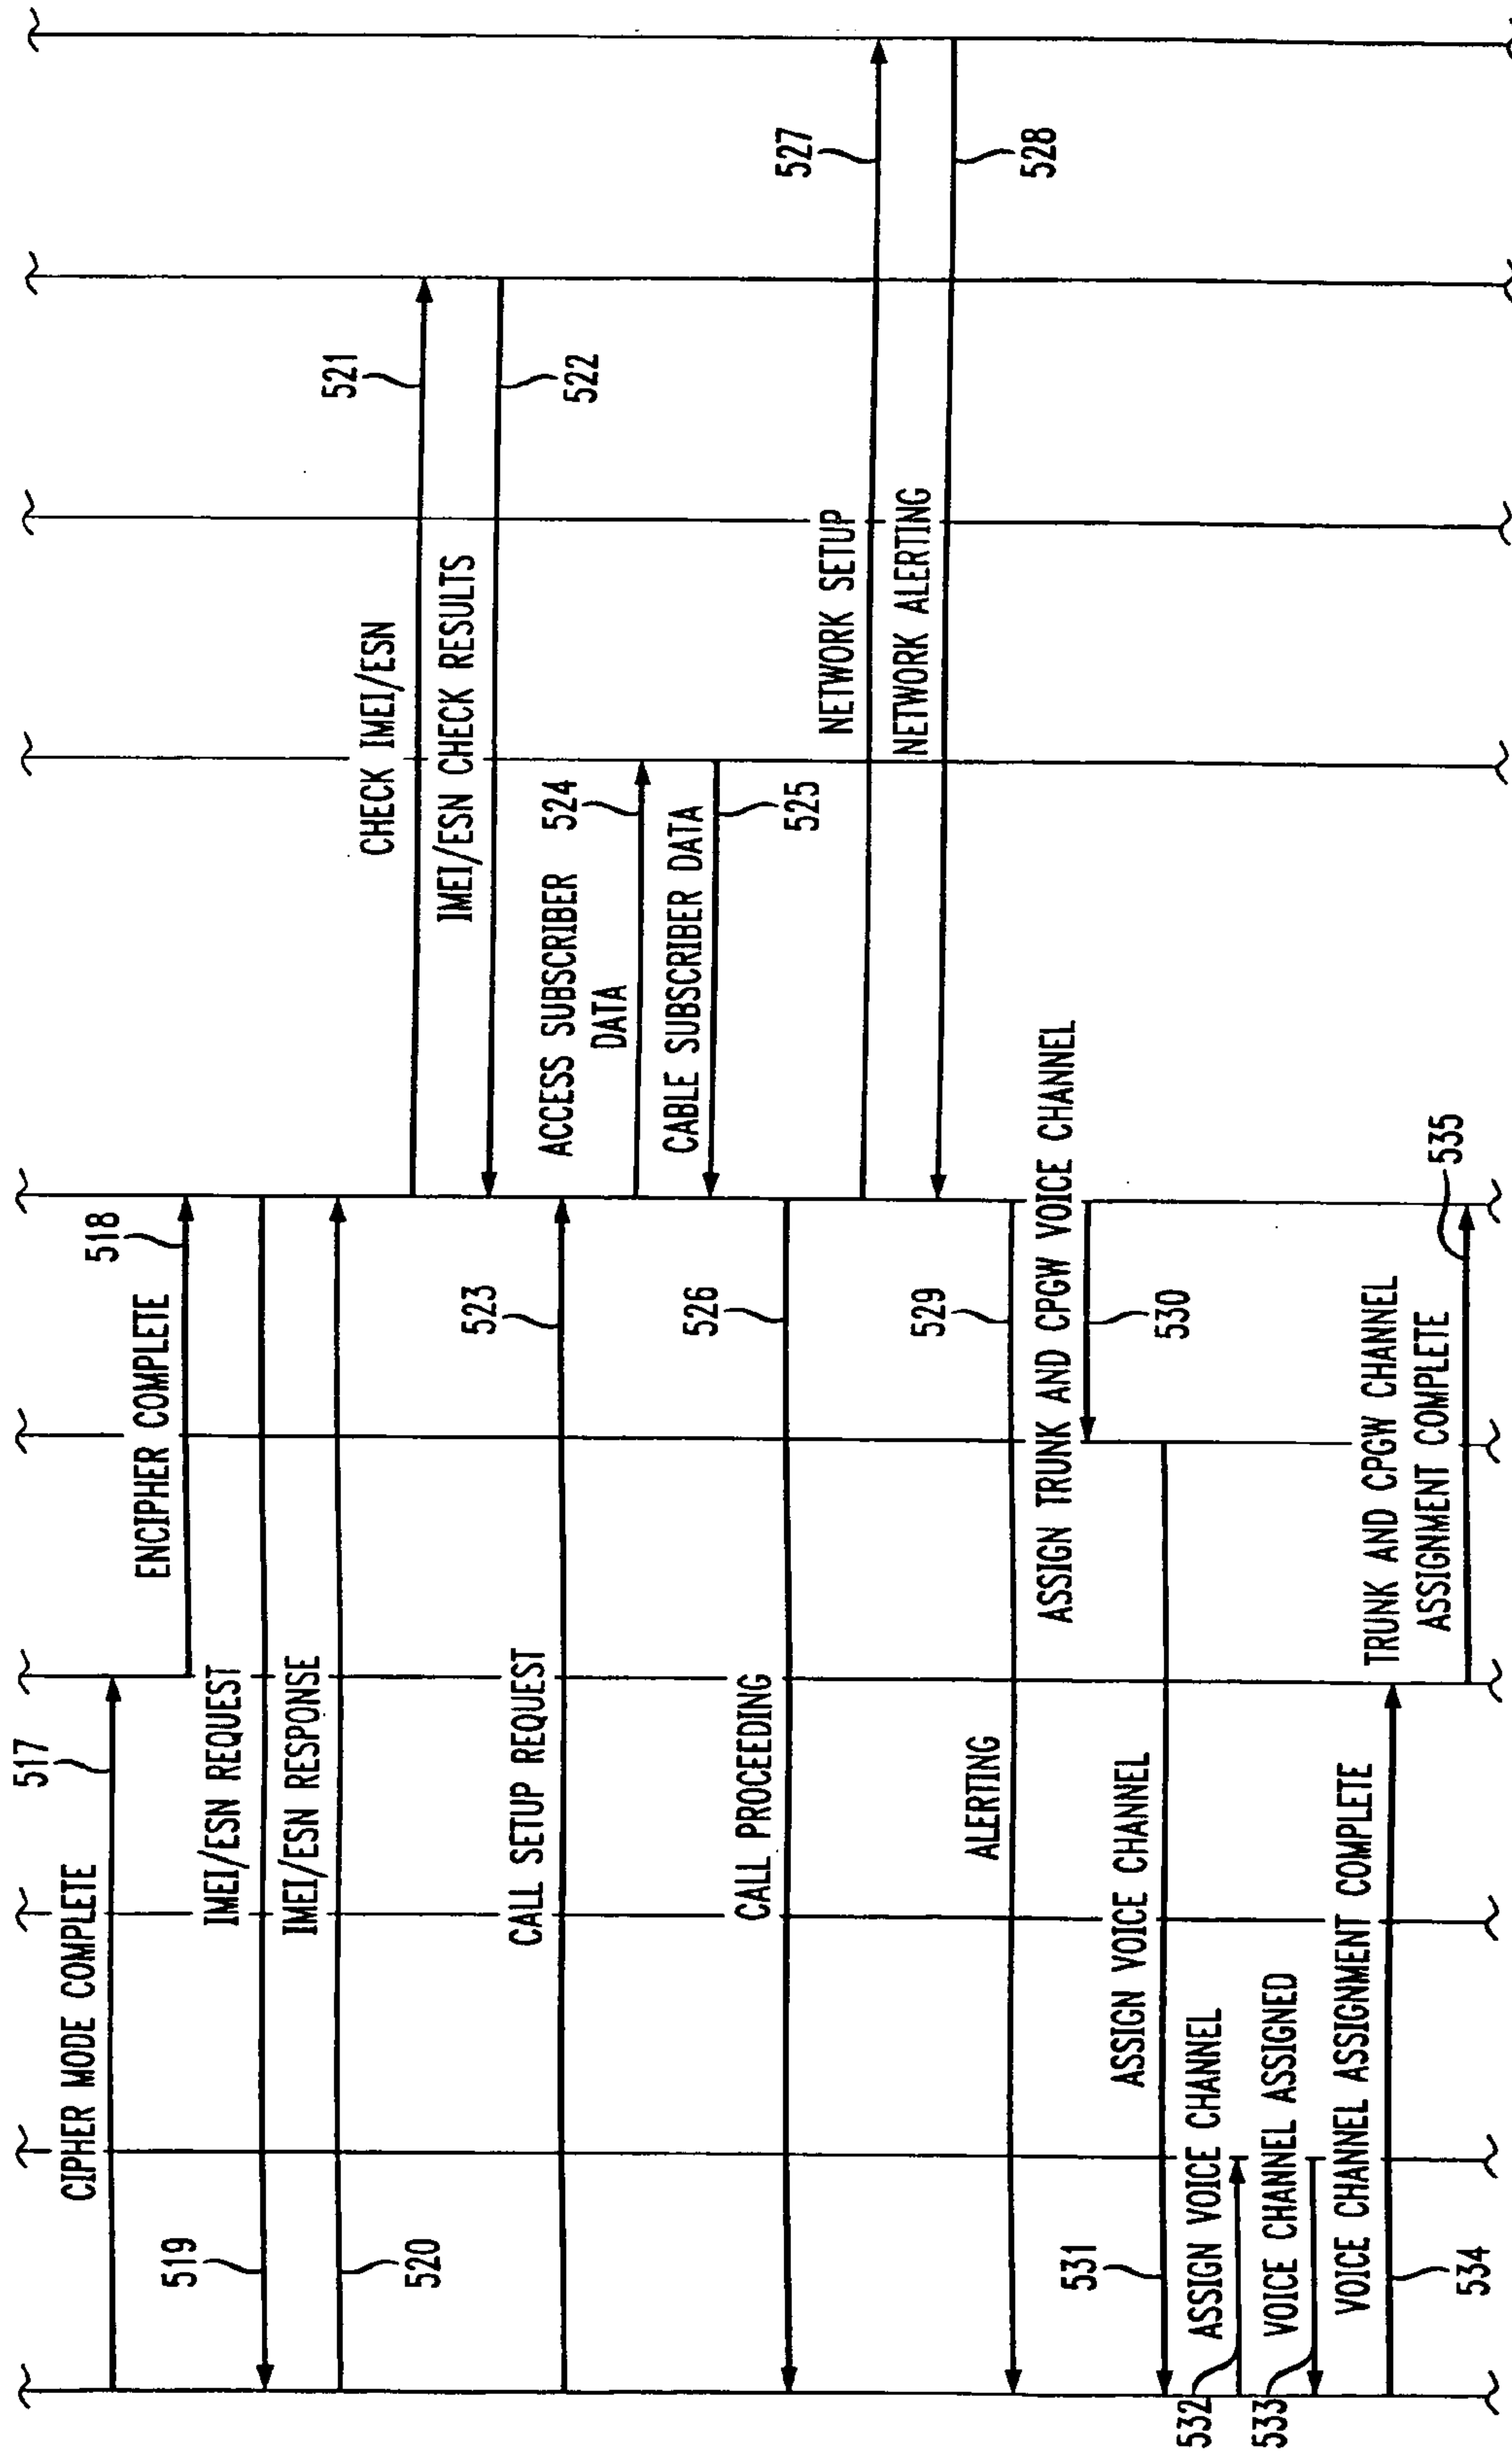 517
CIPHER MODE COMPLETE
518
ENCIPHER COMPLETE
519
IMEI/ESN REQUEST
IMEI/ESN RESPONSE
520
521
CHECK IMEI/ESN
IMEI/ESN CHECK RESULTS
522
523
CALL SETUP REQUEST
ACCESS SUBSCRIBER
DATA
524
CABLE SUBSCRIBER DATA
525
526
CALL PROCEEDING
527
NETWORK SETUP
NETWORK ALERTING
528
529
ALERTING
ASSIGN TRUNK AND CPGW VOICE CHANNEL
530
531
ASSIGN VOICE CHANNEL
532
ASSIGN VOICE CHANNEL
533
VOICE CHANNEL ASSIGNED
VOICE CHANNEL ASSIGNMENT COMPLETE
534
TRUNK AND CPGW CHANNEL
ASSIGNMENT COMPLETE
535